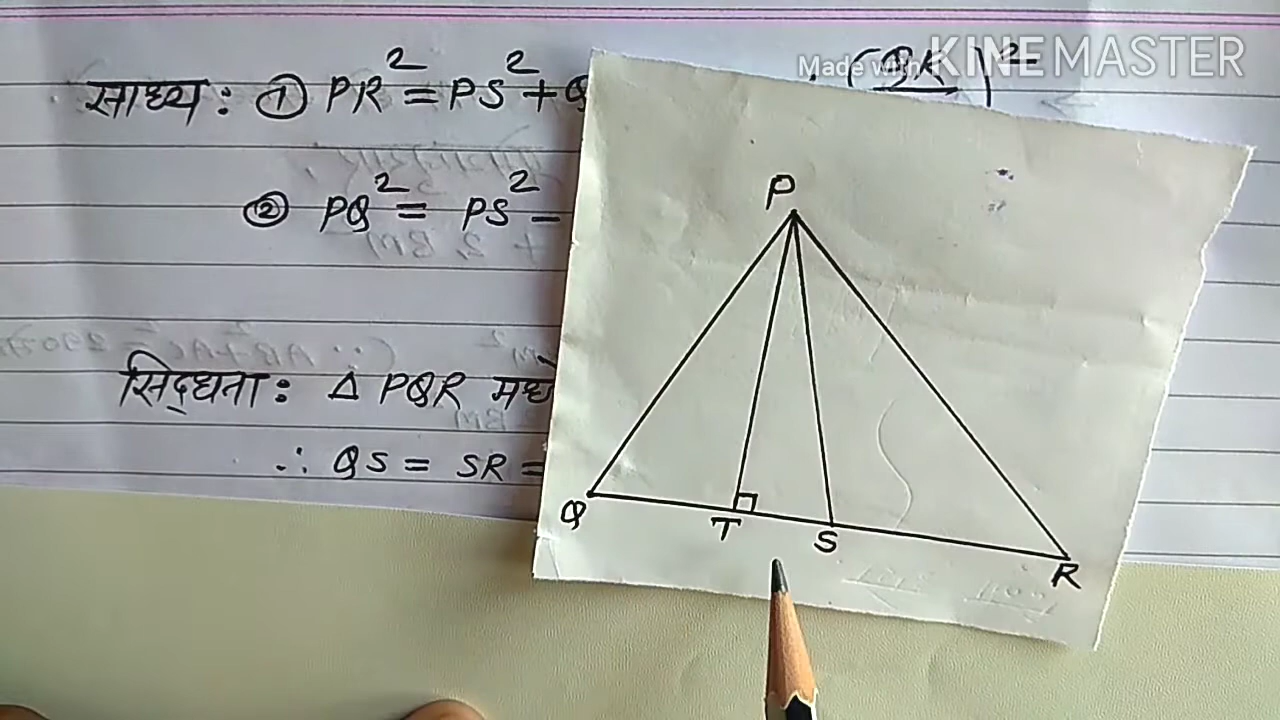 Made with KINEMASTER
साध्य: ① PR² = PS² +
② PQ² = PS² -
सिद्धता: △ PQR मध्ये
∴ QS = SR =
P
Q
T
S
R